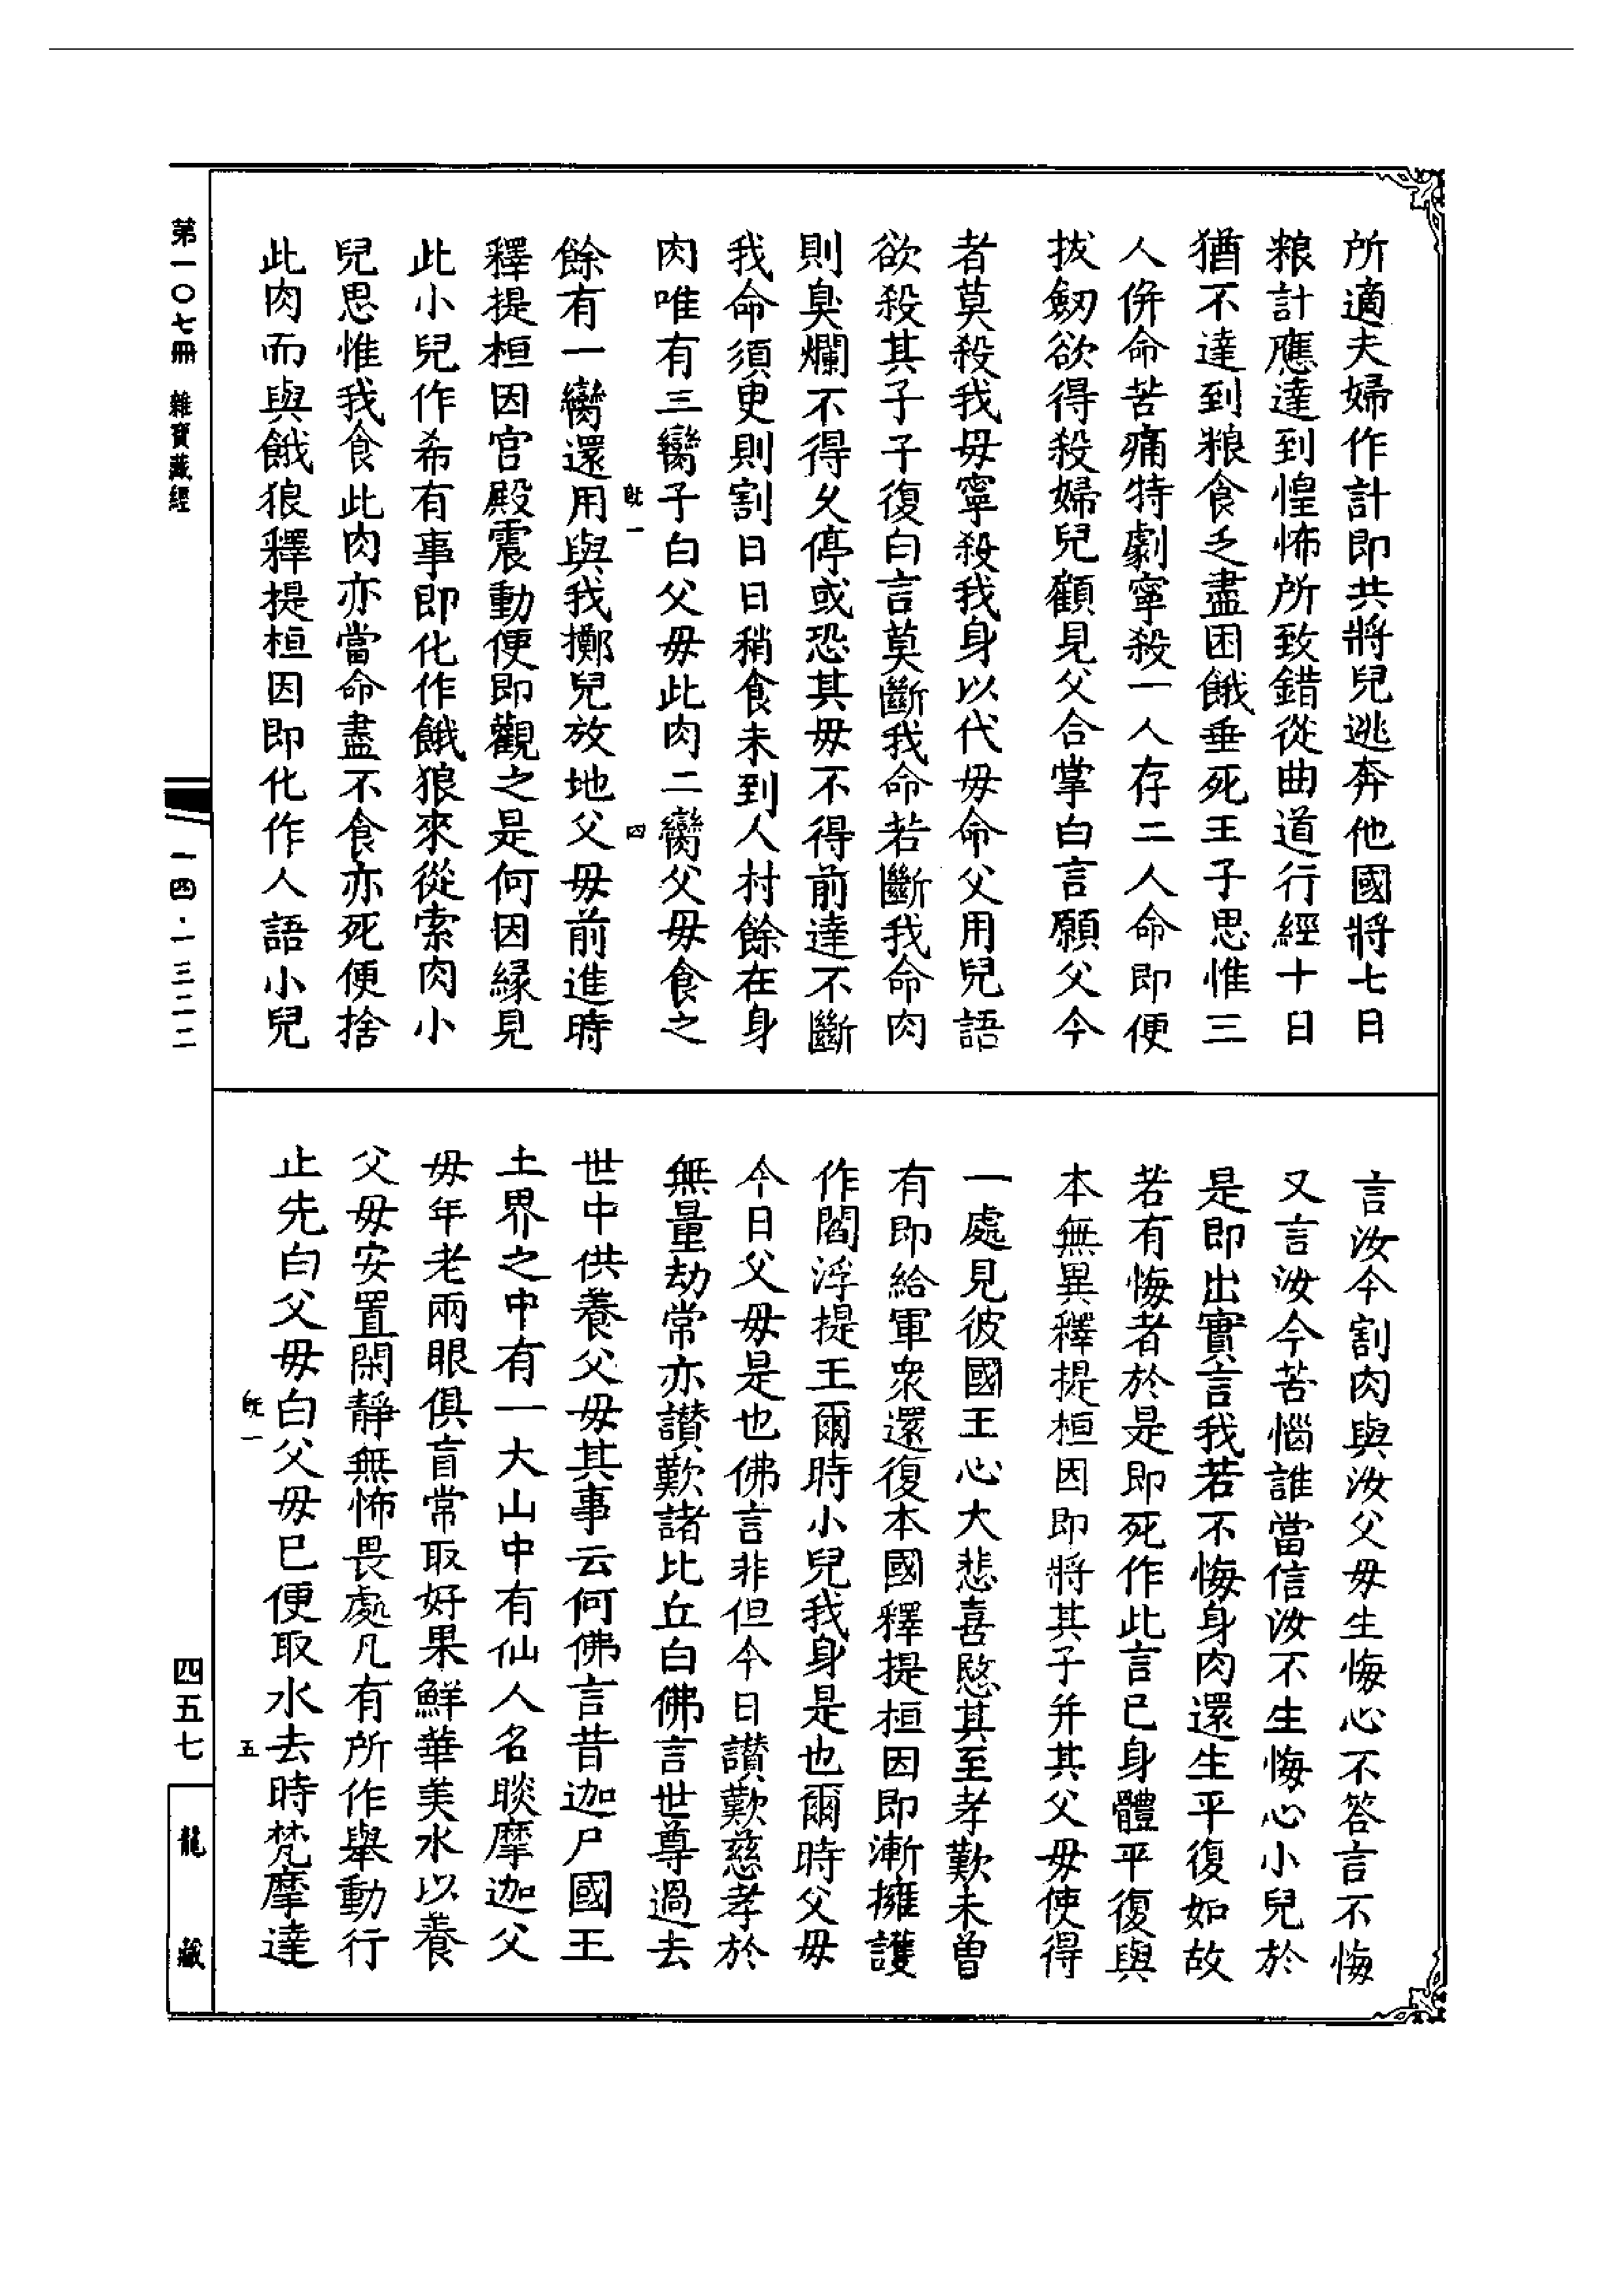 所適夫婦作計即共將兒逃奔他國將七日
粮計應達到惶怖所致錯從曲道行經十日
猶不達到粮食乏盡困餓垂死王子思惟三
人併命苦痛特劇寧殺一人存二人命即便
拔劒欲得殺婦兒顧見父合掌白言願父今
者莫殺我母寧殺我身以代母命父用兒語
欲殺其子子復白言莫斷我命若斷我命肉
則臭爛不得久停或恐其母不得前達不斷
我命須更則割日日稍食未到人村餘在身
肉唯有三臠子白父母此肉二臠父母食之
旣一
四
餘有一臠還用與我擲兒放地父母前進時
釋提桓因宮殿震動便即觀之是何因緣見
此小兒作希有事即化作餓狼來從索肉小
兒思惟我食此肉亦當命盡不食亦死便捨
此肉而與餓狼釋提桓因即化作人語小兒
言汝今割肉與汝父母生悔心不答言不悔
又言汝今苦惱誰當信汝不生悔心小兒於
是即出實言我若不悔身肉還生平復如故
若有悔者於是即死作此言已身體平復與
本無異釋提桓因即將其子并其父母使得
一處見彼國王心大悲喜愍其至孝歎未曾
有即給軍衆還復本國釋提桓因即漸擁護
作閻浮提王爾時小兒我身是也爾時父母
今日父母是也佛言非但今日讚歎慈孝於
無量劫常亦讚歎諸比丘白佛言世尊過去
世中供養父母其事云何佛言昔迦尸國王
土界之中有一大山中有仙人名睒摩迦父
母年老兩眼俱盲常取好果鮮華美水以養
父母安置閑靜無怖畏處凡有所作舉動行
止先白父母白父母已便取水去時梵摩達
旣一
五
第一〇七冊 雜寶藏經
一四·一三二二
四五七
龍藏